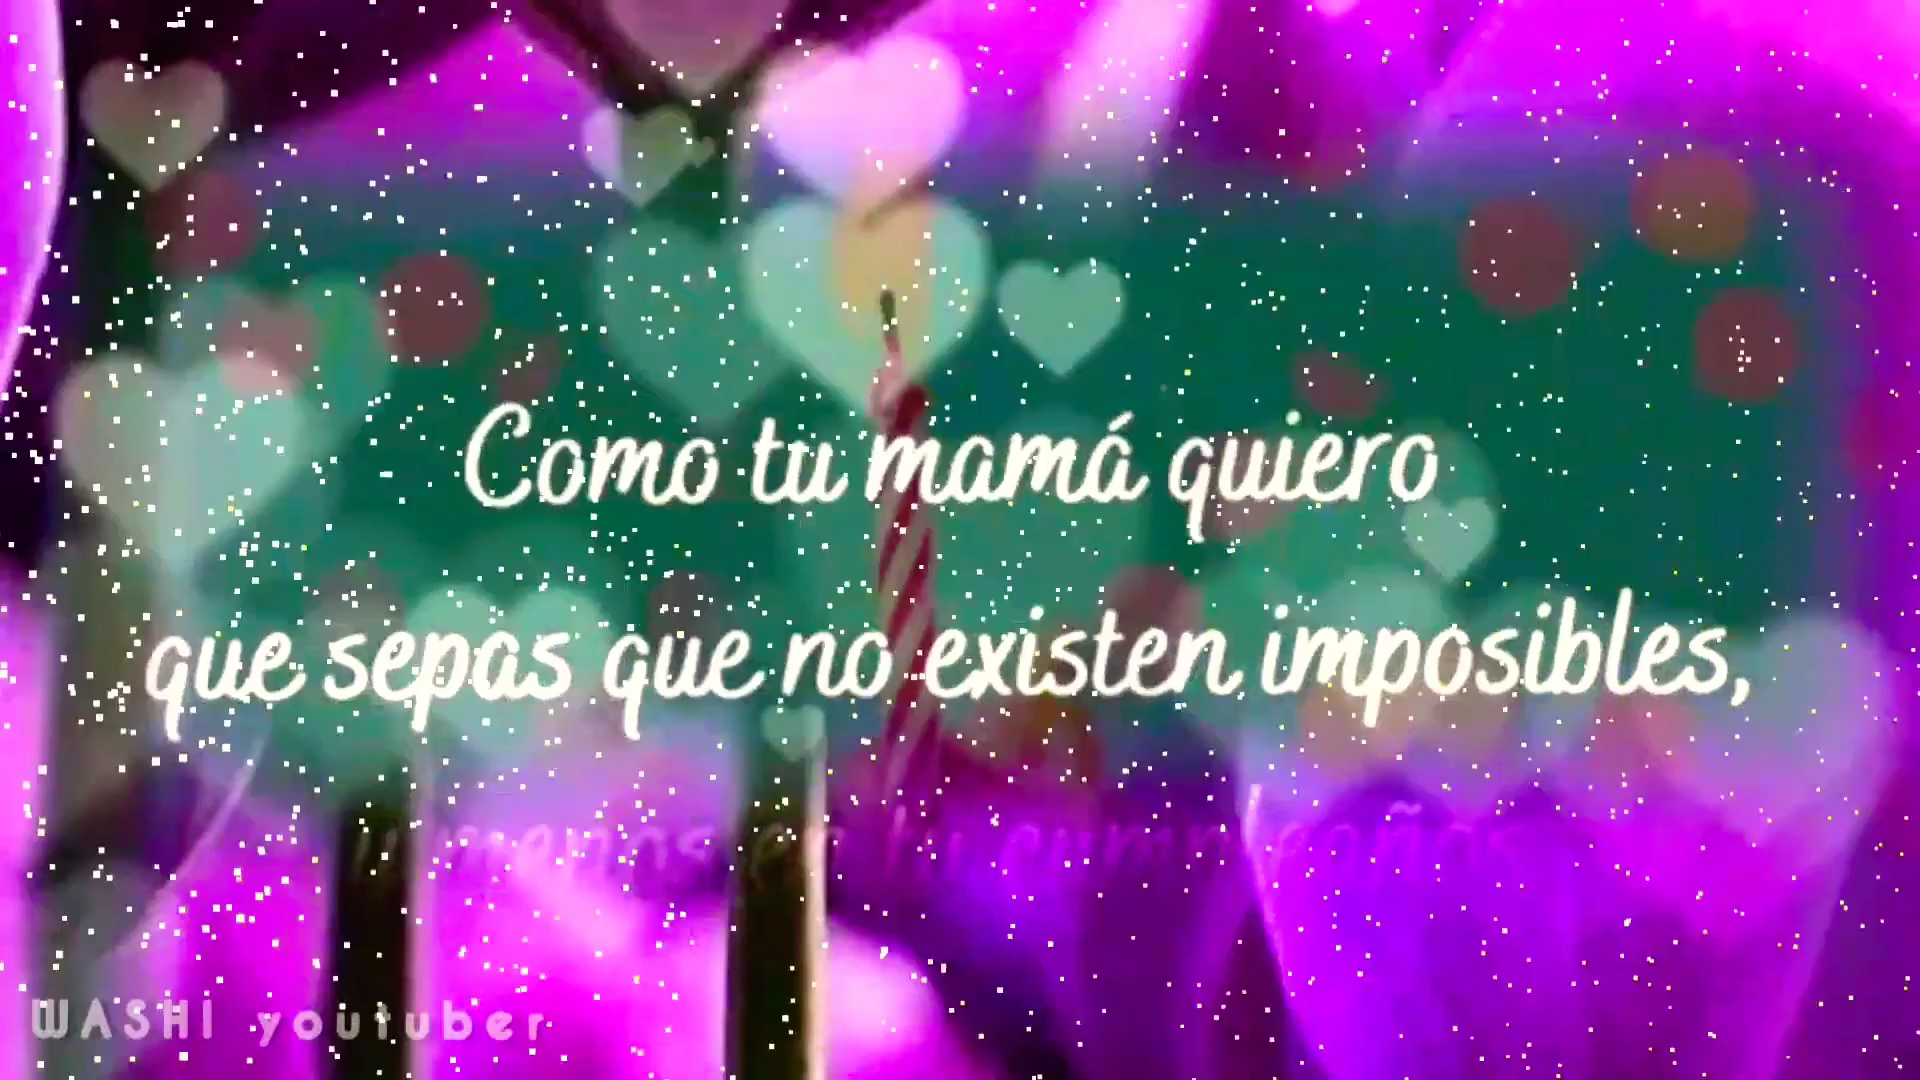 Como tu mamá quiero
que sepas que no existen imposibles,
WASHI youtuber